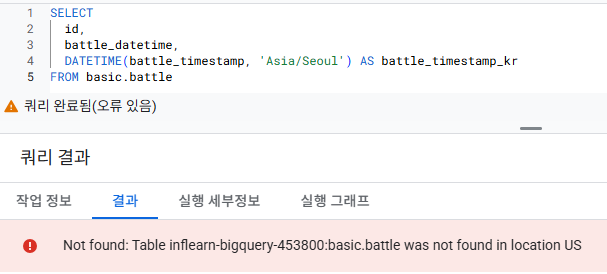 1 SELECT
2 id,
3 battle_datetime,
4 DATETIME(battle_timestamp, 'Asia/Seoul') AS battle_timestamp_kr
5 FROM basic.battle
쿼리 완료됨(오류 있음)
쿼리 결과
작업 정보 결과 실행 세부정보 실행 그래프
Not found: Table inflearn-bigquery-453800:basic.battle was not found in location US